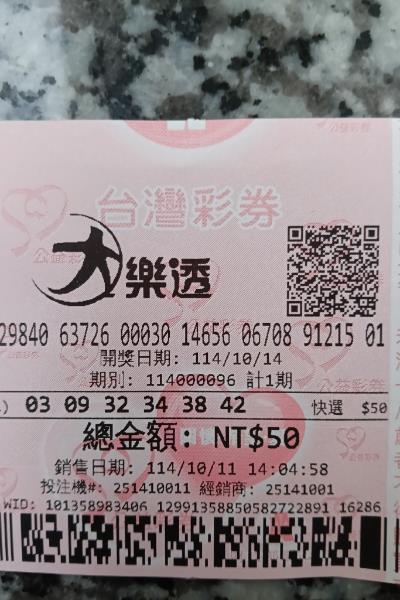 台灣彩券
大樂透
29840 63726 00030 14656 06708 91215 01
開獎日期: 114/10/14
期別: 114000096 計1期
03 09 32 34 38 42 快選 $50
總金額: NT$50
銷售日期: 114/10/11 14:04:58
投注機#: 251410011 經銷商: 25141001
WID: 101358983406 12991358850582722891 16286